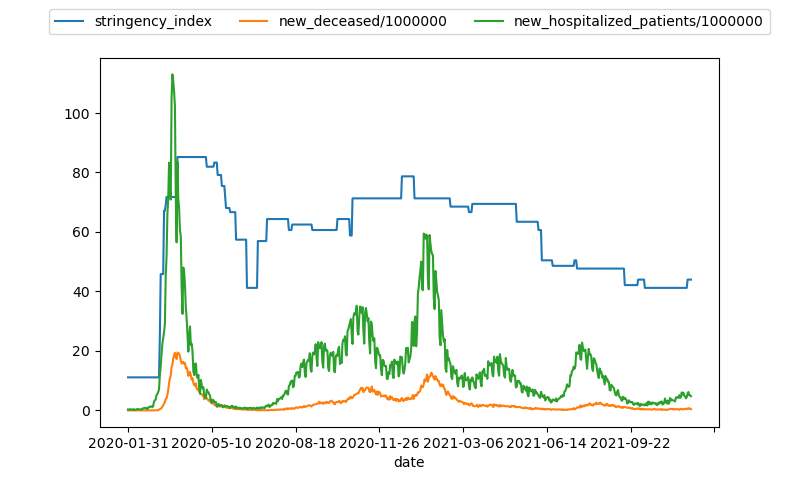 stringency_index
new_deceased/1000000
new_hospitalized_patients/1000000
100
80
60
40
20
0
2020-01-31 2020-05-10 2020-08-18 2020-11-26 2021-03-06 2021-06-14 2021-09-22
date